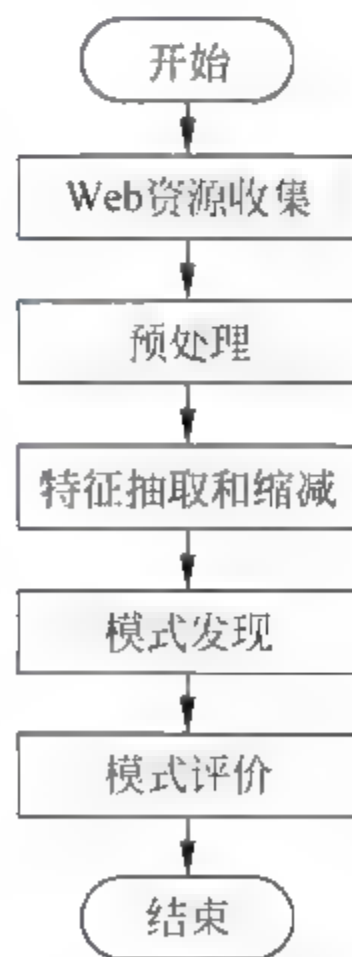 开始
Web资源收集
预处理
特征抽取和缩减
模式发现
模式评价
结束